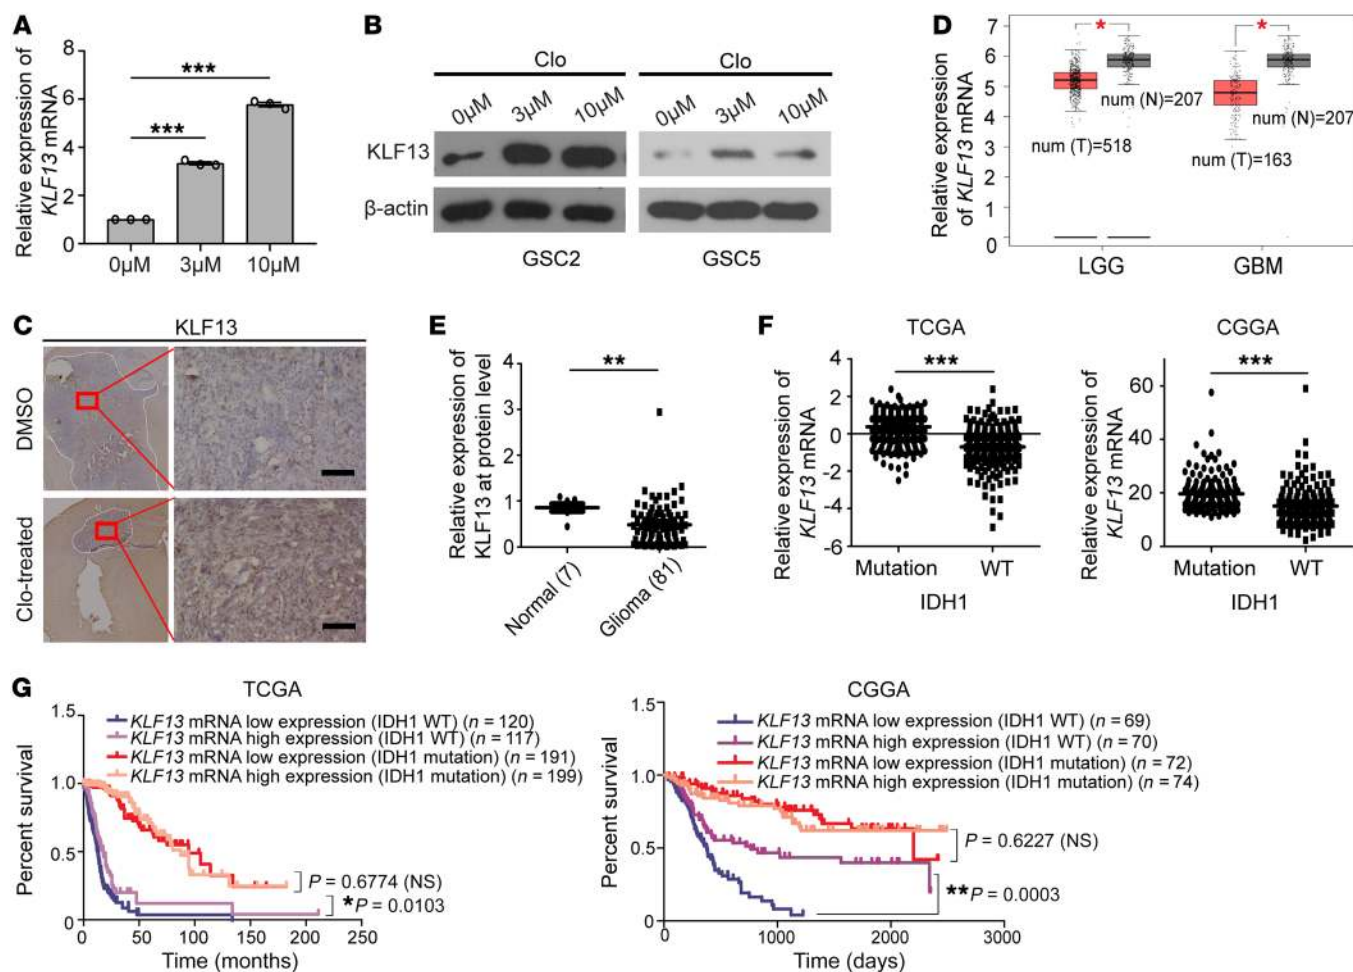 A
Relative expression of
KLF13 mRNA
8
6
4
2
0
***
***
0µM
3µM
10µM
B
Clo
Clo
0µM
3µM
10µM
0µM
3µM
10µM
KLF13
β-actin
GSC2
GSC5
D
Relative expression
of KLF13 mRNA
7
6
5
4
3
2
1
0
*
*
num (N)=207
num (T)=518
num (N)=207
num (T)=163
LGG
GBM
C
KLF13
DMSO
Clo-treated
E
Relative expression of
KLF13 at protein level
4
3
2
1
0
**
Normal (7)
Glioma (81)
F
TCGA
Relative expression of
KLF13 mRNA
4
2
0
-2
-4
-6
***
Mutation
WT
IDH1
CGGA
Relative expression of
KLF13 mRNA
60
40
20
0
***
Mutation
WT
IDH1
G
TCGA
Percent survival
1.5
1.0
0.5
0
KLF13 mRNA low expression (IDH1 WT) (n = 120)
KLF13 mRNA high expression (IDH1 WT) (n = 117)
KLF13 mRNA low expression (IDH1 mutation) (n = 191)
KLF13 mRNA high expression (IDH1 mutation) (n = 199)
P = 0.6774 (NS)
*P = 0.0103
0 50 100 150 200 250
Time (months)
CGGA
Percent survival
1.5
1.0
0.5
0
KLF13 mRNA low expression (IDH1 WT) (n = 69)
KLF13 mRNA high expression (IDH1 WT) (n = 70)
KLF13 mRNA low expression (IDH1 mutation) (n = 72)
KLF13 mRNA high expression (IDH1 mutation) (n = 74)
P = 0.6227 (NS)
**P = 0.0003
0 1000 2000 3000
Time (days)